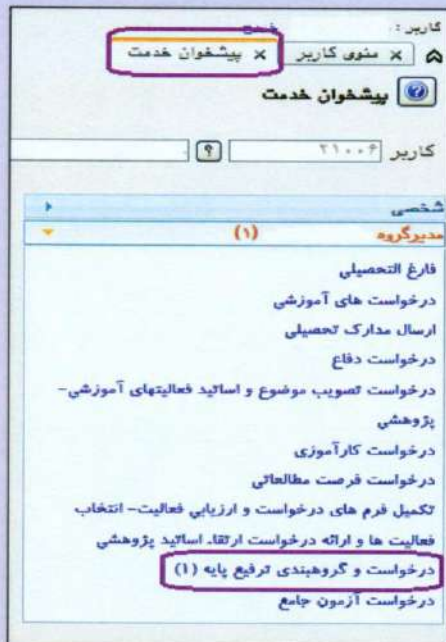 کاربر :
منوی کاربر × پیشخوان خدمت ×
پیشخوان خدمت
کاربر ۲۱۰۰۶ ؟
شخصی
مدیرگروه (۱)
فارغ التحصیلی
درخواست های آموزشی
ارسال مدارک تحصیلی
درخواست دفاع
درخواست تصویب موضوع و اساتید فعالیتهای آموزشی-
پژوهشی
درخواست کارآموزی
درخواست فرصت مطالعاتی
تکمیل فرم های درخواست و ارزیابی فعالیت- انتخاب
فعالیت ها و ارائه درخواست ارتقاء اساتید پژوهشی
درخواست و گروهبندی ترفیع پایه (۱)
درخواست آزمون جامع